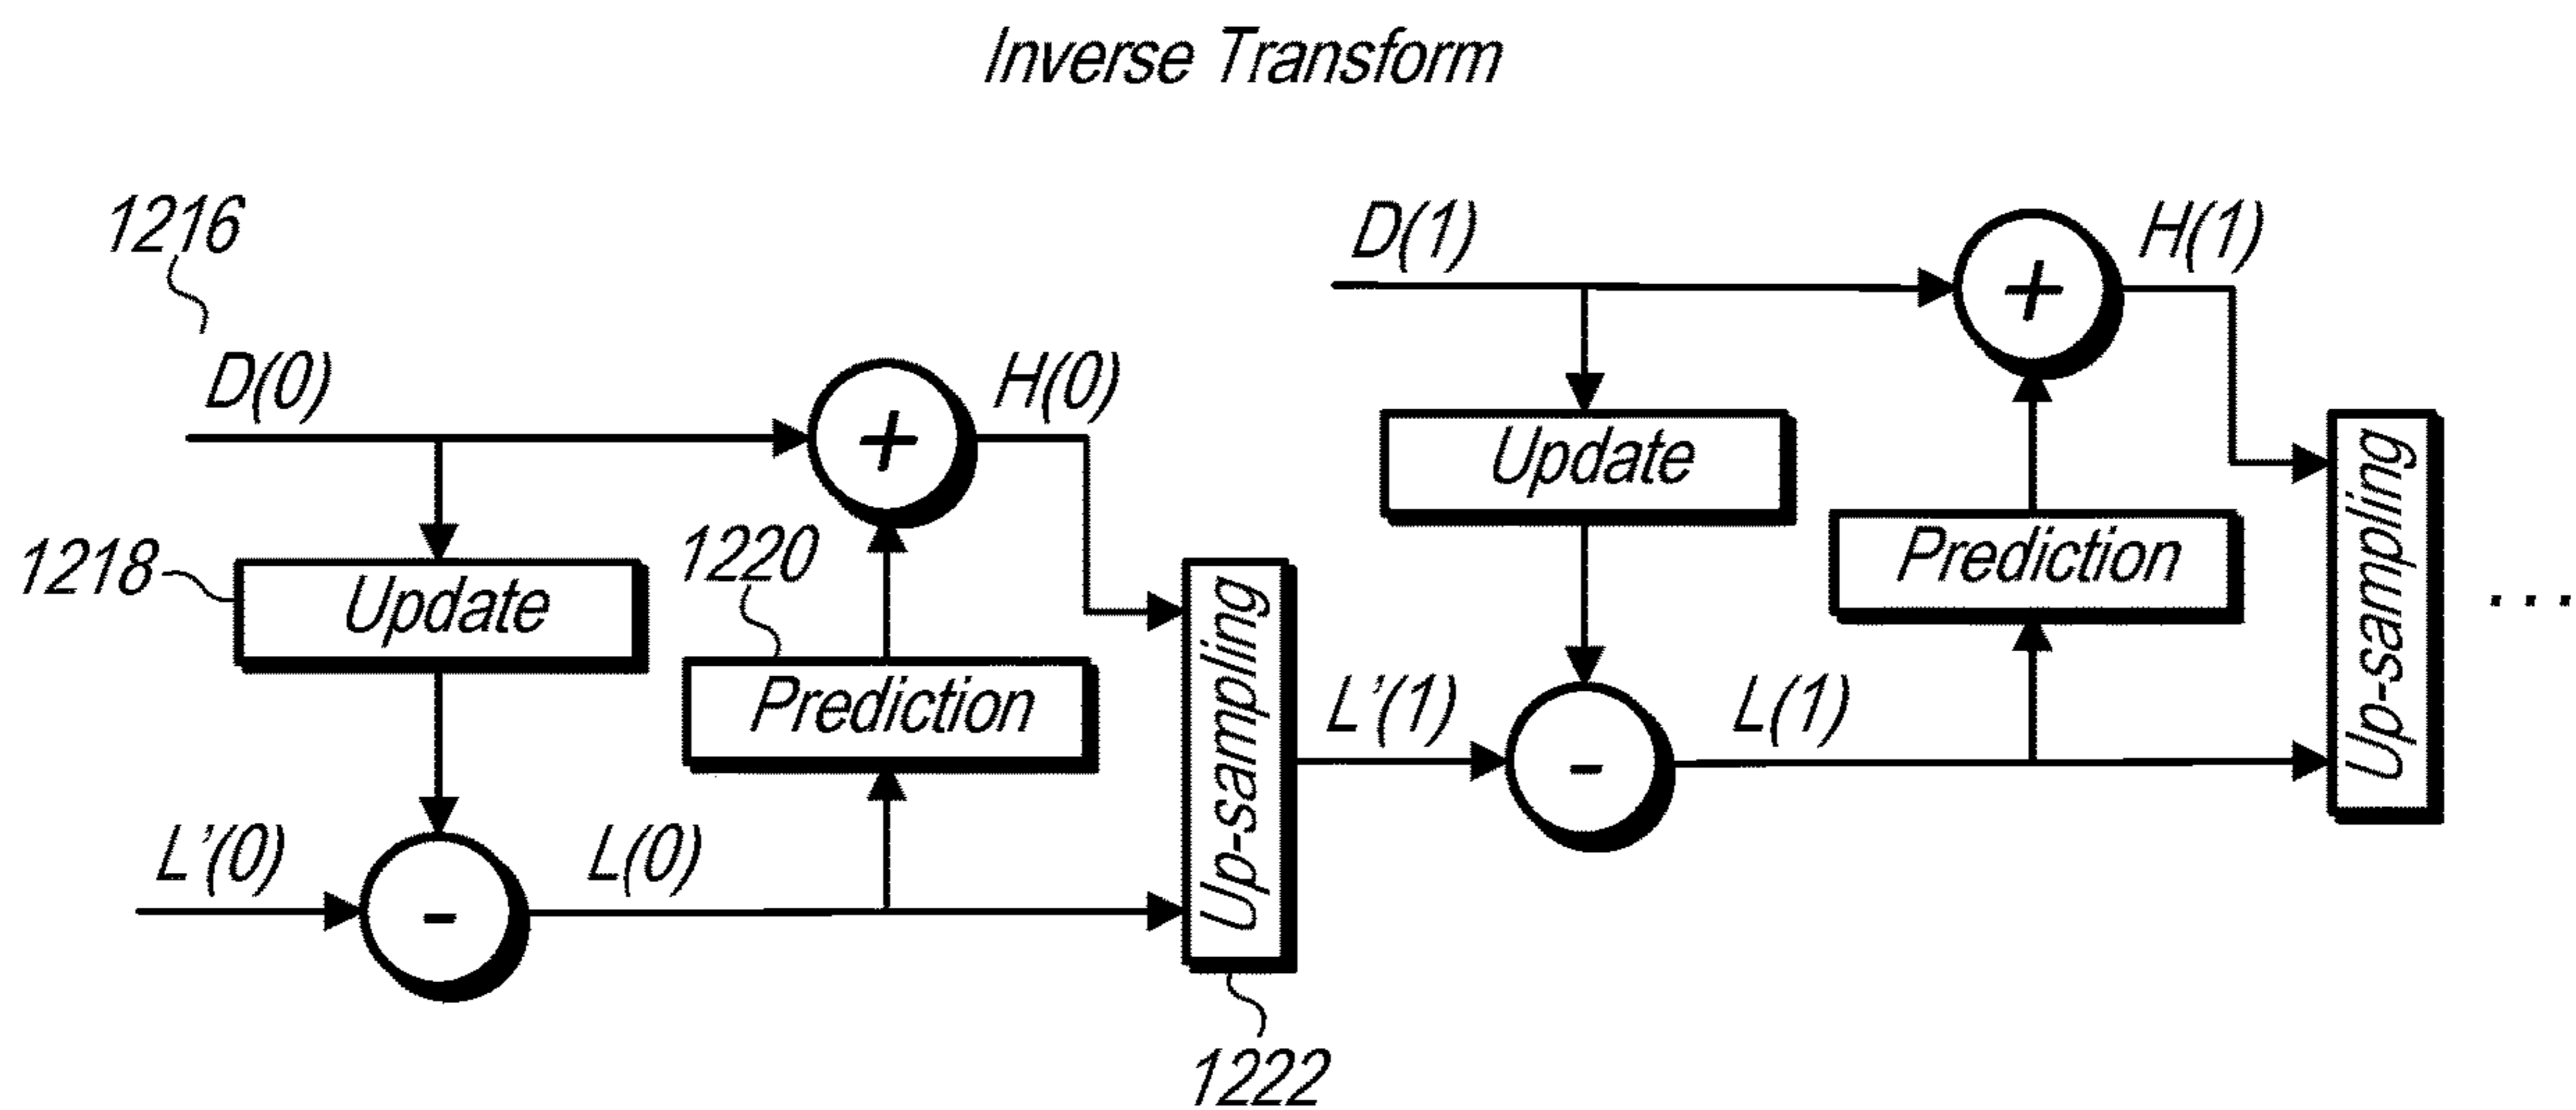 Inverse Transform
1216
D(0)
H(0)
+
1218
Update
1220
Prediction
Up-sampling
L’(0)
-
L(0)
1222
D(1)
H(1)
+
Update
Prediction
Up-sampling
L’(1)
-
L(1)
...